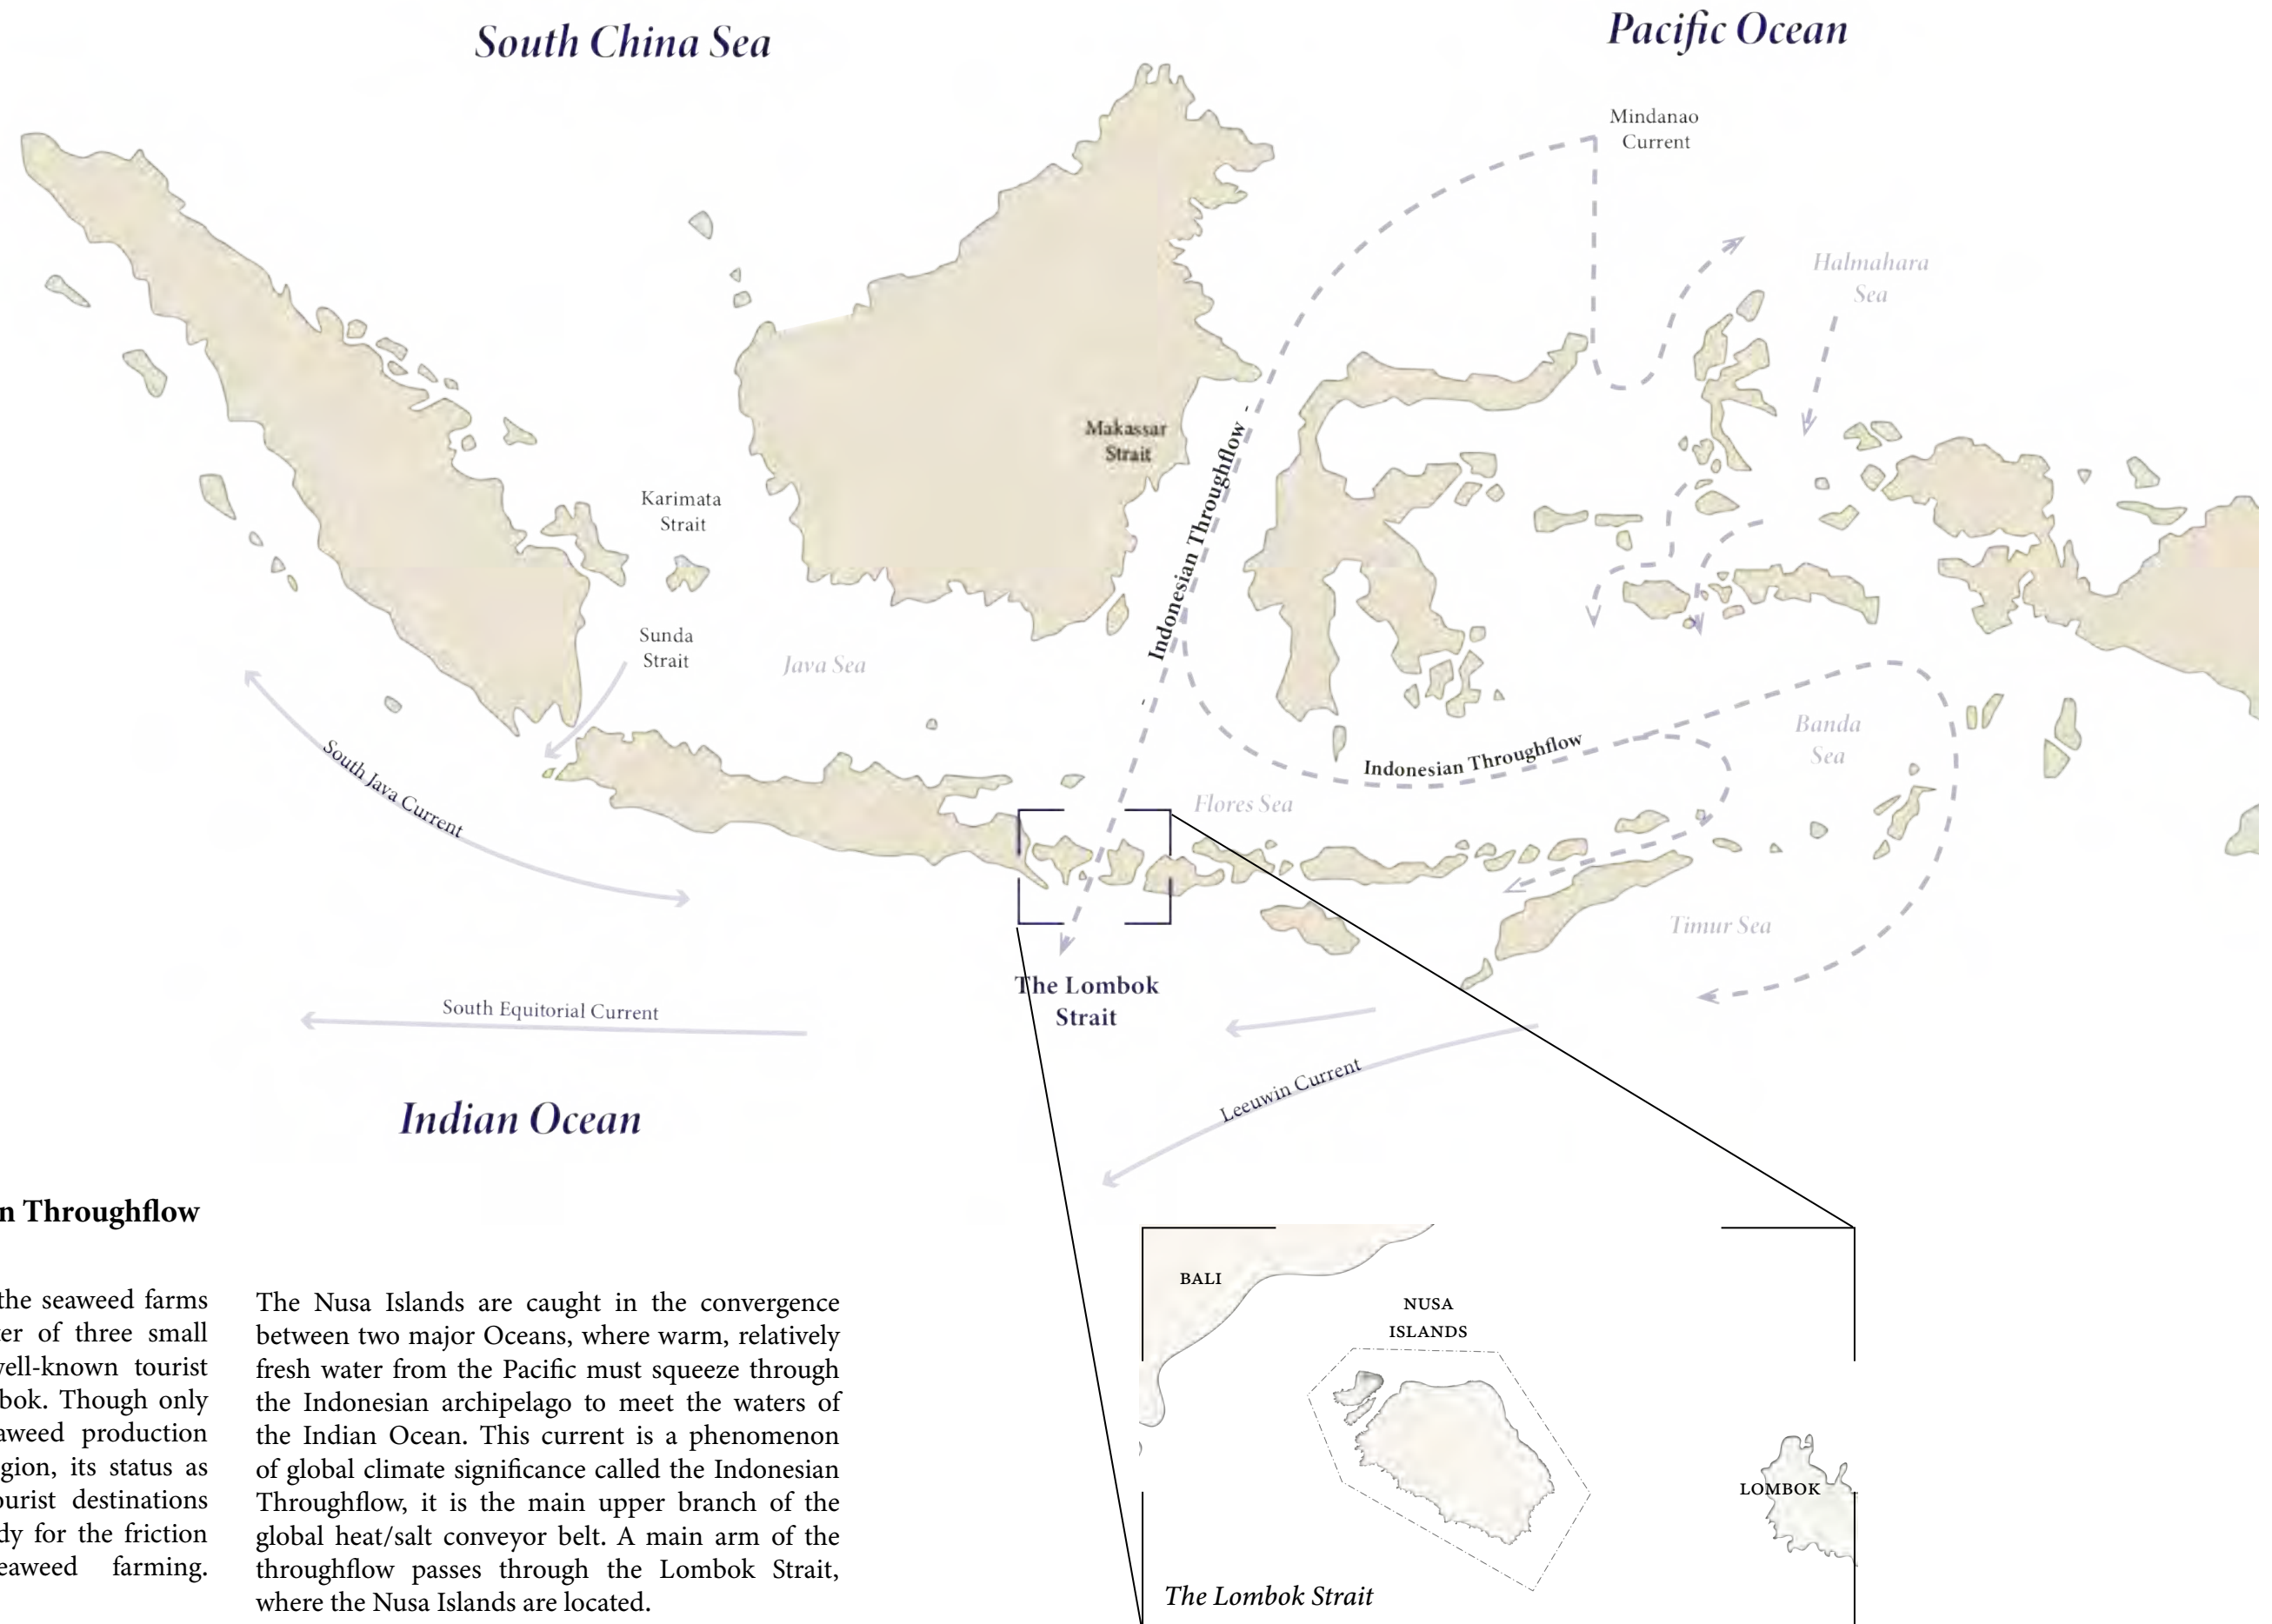 South China Sea
Pacific Ocean
Mindanao
Current
Halmahara
Sea
Makassar
Strait
Indonesian Throughflow
Karimata
Strait
Sunda
Strait
Java Sea
South Java Current
Indonesian Throughflow
Banda
Sea
Flores Sea
Timur Sea
The Lombok
Strait
South Equitorial Current
Leeuwin Current
Indian Ocean
n Throughflow
the seaweed farms
er of three small
well-known tourist
bok. Though only
aweed production
gion, its status as
ourist destinations
dy for the friction
eaweed farming.
The Nusa Islands are caught in the convergence
between two major Oceans, where warm, relatively
fresh water from the Pacific must squeeze through
the Indonesian archipelago to meet the waters of
the Indian Ocean. This current is a phenomenon
of global climate significance called the Indonesian
Throughflow, it is the main upper branch of the
global heat/salt conveyor belt. A main arm of the
throughflow passes through the Lombok Strait,
where the Nusa Islands are located.
BALI
NUSA
ISLANDS
LOMBOK
The Lombok Strait